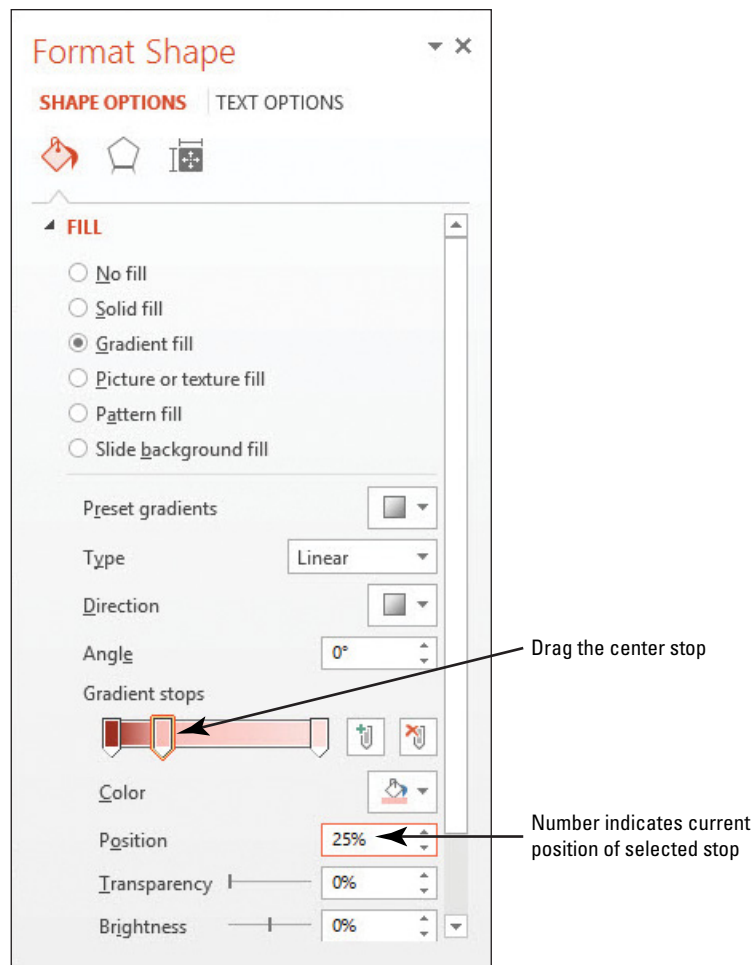 Format Shape
SHAPE OPTIONS TEXT OPTIONS
FILL
No fill
Solid fill
Gradient fill
Picture or texture fill
Pattern fill
Slide background fill
Preset gradients
Type Linear
Direction
Angle 0°
Drag the center stop
Gradient stops
Color
Position 25%
Number indicates current
position of selected stop
Transparency 0%
Brightness 0%